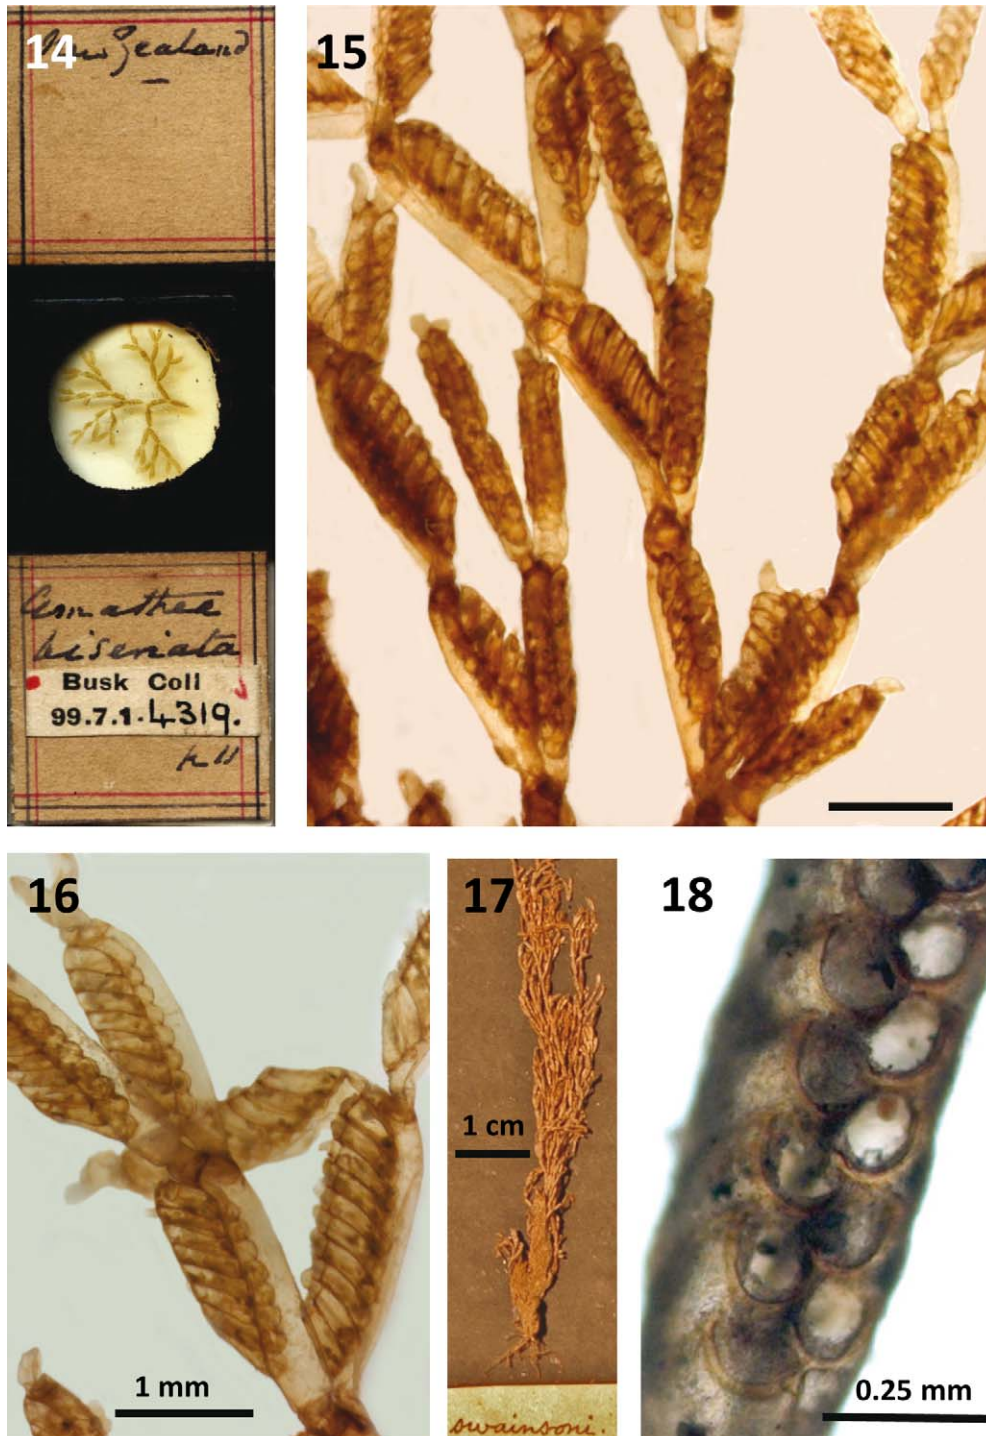 14
New Zealand
Amathea
biseriata
Busk Coll
99.7.1.4319.
15
16
1 mm
17
1 cm
swainsoni.
18
0.25 mm